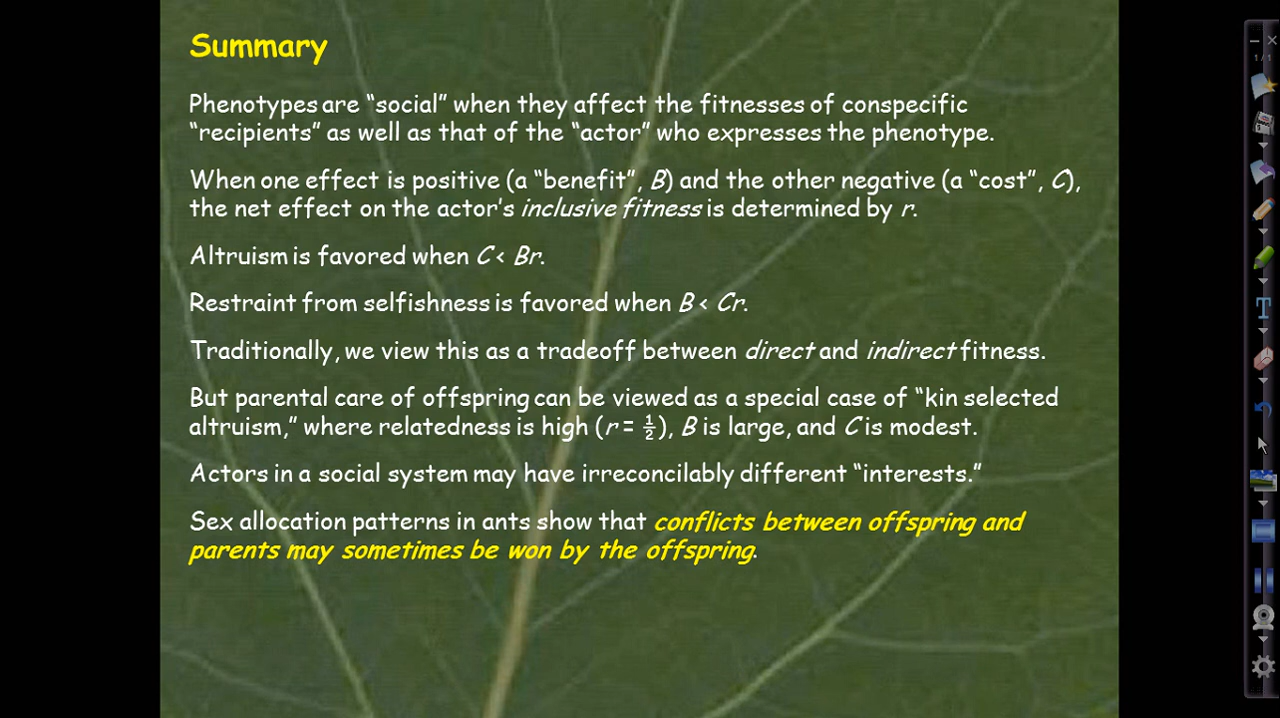 Summary
Phenotypes are “social” when they affect the fitnesses of conspecific
“recipients” as well as that of the “actor” who expresses the phenotype.
When one effect is positive (a “benefit”, B) and the other negative (a “cost”, C),
the net effect on the actor's inclusive fitness is determined by r.
Altruism is favored when C < Br.
Restraint from selfishness is favored when B < Cr.
Traditionally, we view this as a tradeoff between direct and indirect fitness.
But parental care of offspring can be viewed as a special case of “kin selected
altruism,” where relatedness is high (r = ½), B is large, and C is modest.
Actors in a social system may have irreconcilably different “interests.”
Sex allocation patterns in ants show that conflicts between offspring and
parents may sometimes be won by the offspring.
1/1